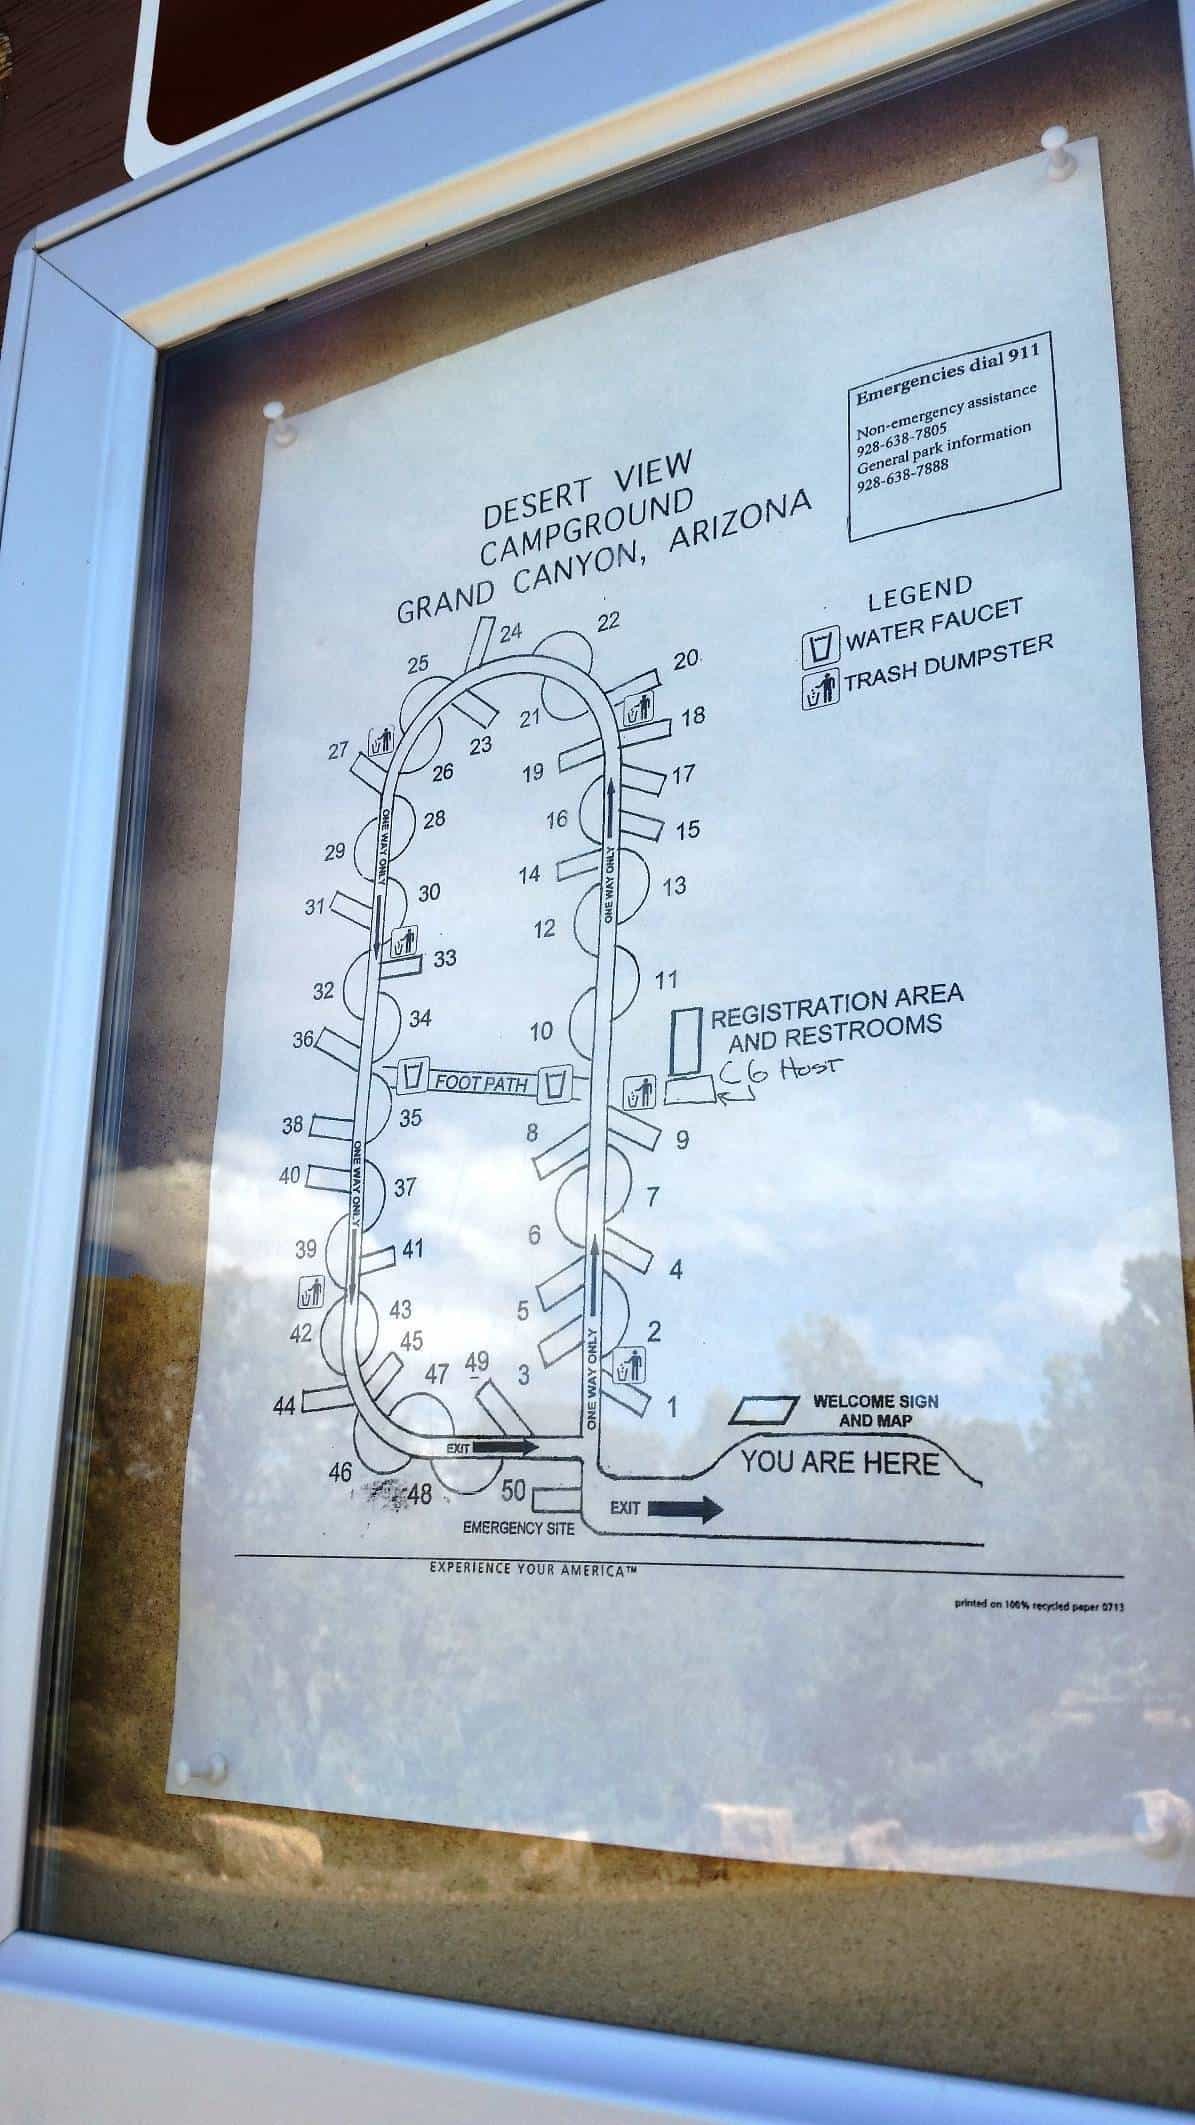 Emergencies dial 911
Non-emergency assistance
928-638-7805
General park information
928-638-7888
DESERT VIEW
CAMPGROUND
GRAND CANYON, ARIZONA
LEGEND
WATER FAUCET
TRASH DUMPSTER
24
22
25
20
21
18
27
23
26
19
17
28
16
15
29
14
13
30
31
12
33
11
32
34
10
36
REGISTRATION AREA
AND RESTROOMS
CG HOST
FOOT PATH
35
38
8
9
40
37
7
39
41
6
4
43
5
42
45
2
47
49
3
44
1
46
48
50
ONE WAY ONLY
ONE WAY ONLY
ONE WAY ONLY
ONE WAY ONLY
EXIT
WELCOME SIGN
AND MAP
YOU ARE HERE
EXIT
EMERGENCY SITE
EXPERIENCE YOUR AMERICA™
printed on 100% recycled paper 0713